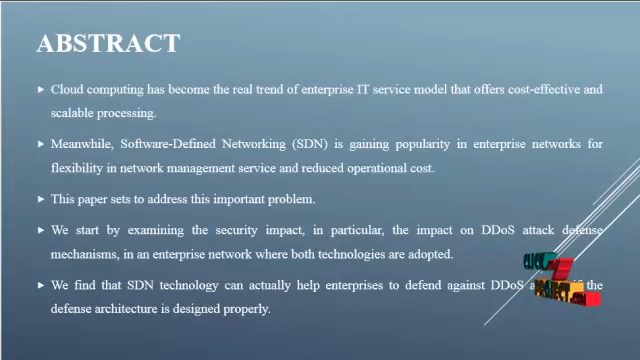 ABSTRACT
Cloud computing has become the real trend of enterprise IT service model that offers cost-effective and
scalable processing.
Meanwhile, Software-Defined Networking (SDN) is gaining popularity in enterprise networks for
flexibility in network management service and reduced operational cost.
This paper sets to address this important problem.
We start by examining the security impact, in particular, the impact on DDoS attack defense
mechanisms, in an enterprise network where both technologies are adopted.
We find that SDN technology can actually help enterprises to defend against DDoS the
defense architecture is designed properly.
CLICK
MY
PROJECT.COM